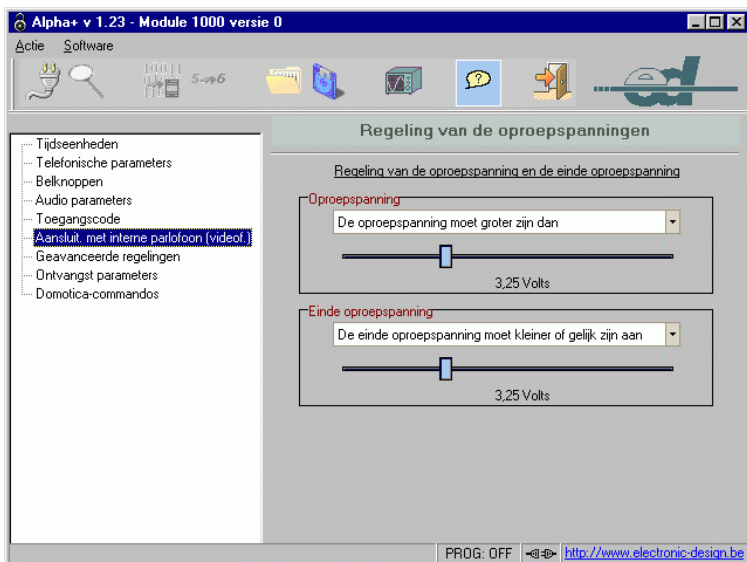 Alpha+ v 1.23 - Module 1000 versie 0
Actie Software
10011
5→6
?
ed
Regeling van de oproepspanningen
Tijdseenheden
Telefonische parameters
Belknoppen
Audio parameters
Toegangscode
Aansluit. met interne parlofoon (videof.)
Geavanceerde regelingen
Ontvangst parameters
Domotica-commandos
Regeling van de oproepspanning en de einde oproepspanning
Oproepspanning
De oproepspanning moet groter zijn dan
3,25 Volts
Einde oproepspanning
De einde oproepspanning moet kleiner of gelijk zijn aan
3,25 Volts
PROG: OFF http://www.electronic-design.be